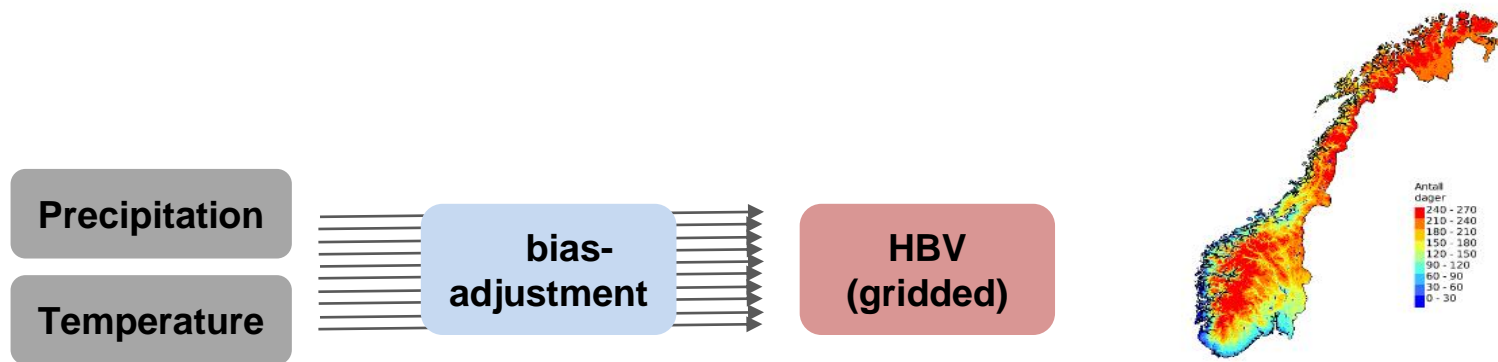 Precipitation
Temperature
bias-
adjustment
HBV
(gridded)
Antall
dager
240 - 270
210 - 240
180 - 210
150 - 180
120 - 150
90 - 120
60 - 90
30 - 60
0 - 30